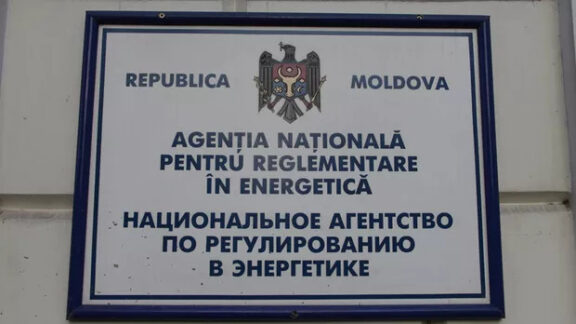 REPUBLICA MOLDOVA
AGENȚIA NAȚIONALĂ
PENTRU REGLEMENTARE
ÎN ENERGETICĂ
НАЦИОНАЛЬНОЕ АГЕНТСТВО
ПО РЕГУЛИРОВАНИЮ
В ЭНЕРГЕТИКЕ